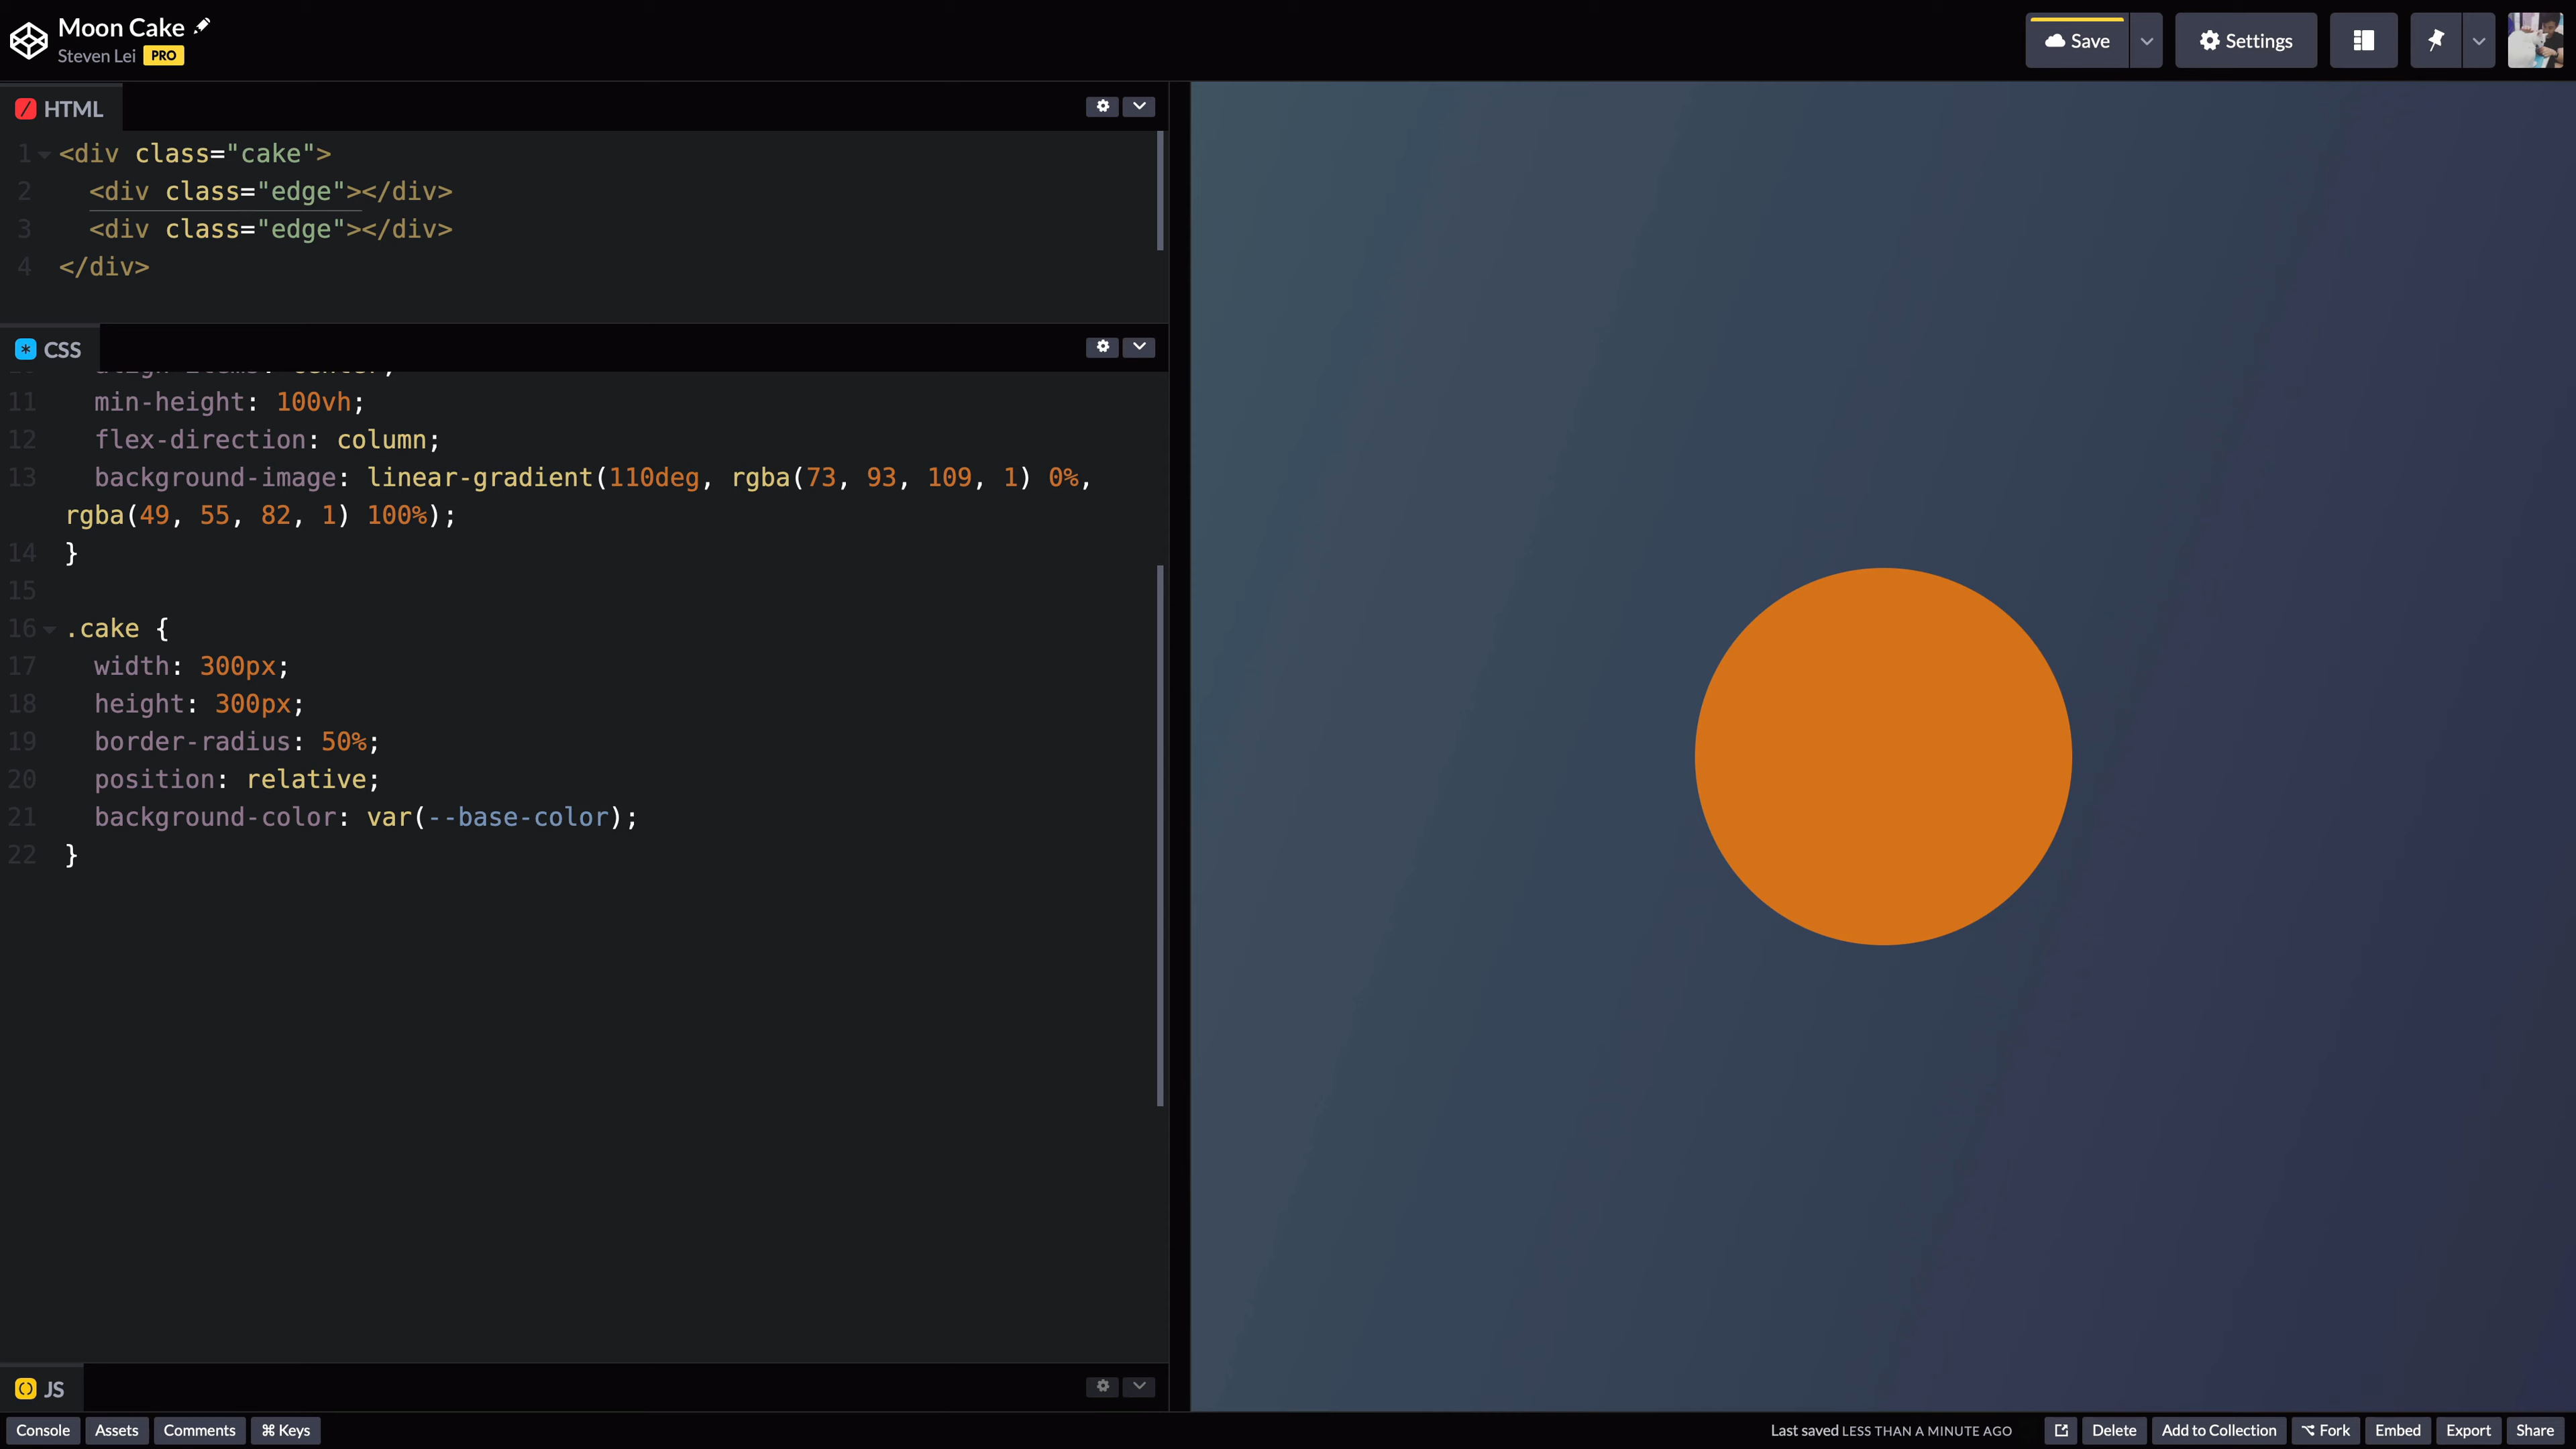 Moon Cake
Steven Lei PRO
Save
Settings
HTML
1 <div class="cake">
2 <div class="edge"></div>
3 <div class="edge"></div>
4 </div>
CSS
11 min-height: 100vh;
12 flex-direction: column;
13 background-image: linear-gradient(110deg, rgba(73, 93, 109, 1) 0%,
rgba(49, 55, 82, 1) 100%);
14 }
15
16 .cake {
17 width: 300px;
18 height: 300px;
19 border-radius: 50%;
20 position: relative;
21 background-color: var(--base-color);
22 }
JS
Console Assets Comments ⌘ Keys Last saved LESS THAN A MINUTE AGO Delete Add to Collection Fork Embed Export Share